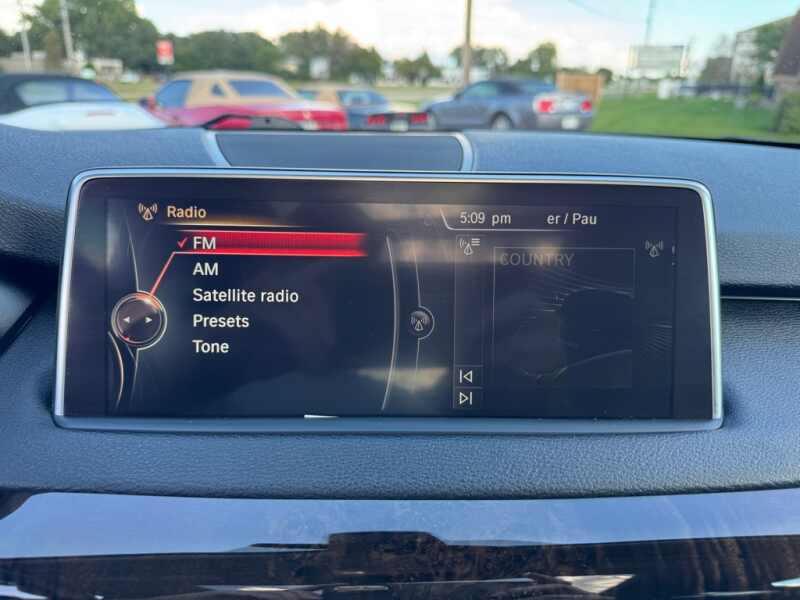 Radio
5:09 pm
er / Pau
FM
AM
Satellite radio
Presets
Tone
COUNTRY